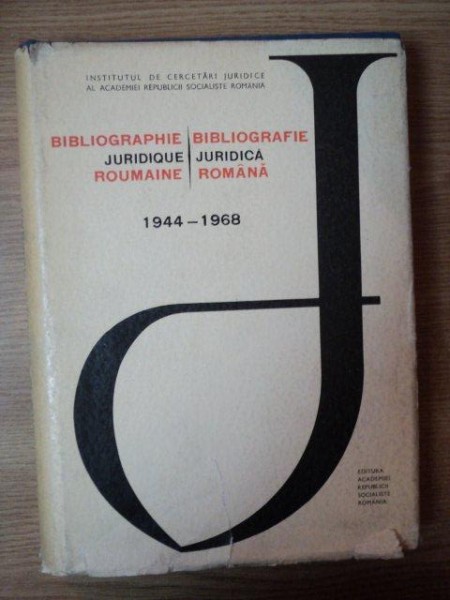 INSTITUTUL DE CERCETĂRI JURIDICE
AL ACADEMIEI REPUBLICII SOCIALISTE ROMÂNIA
BIBLIOGRAPHIE BIBLIOGRAFIE
JURIDIQUE JURIDICĂ
ROUMAINE ROMÂNĂ
1944 – 1968
EDITURA
ACADEMIEI
REPUBLICII
SOCIALISTE
ROMÂNIA